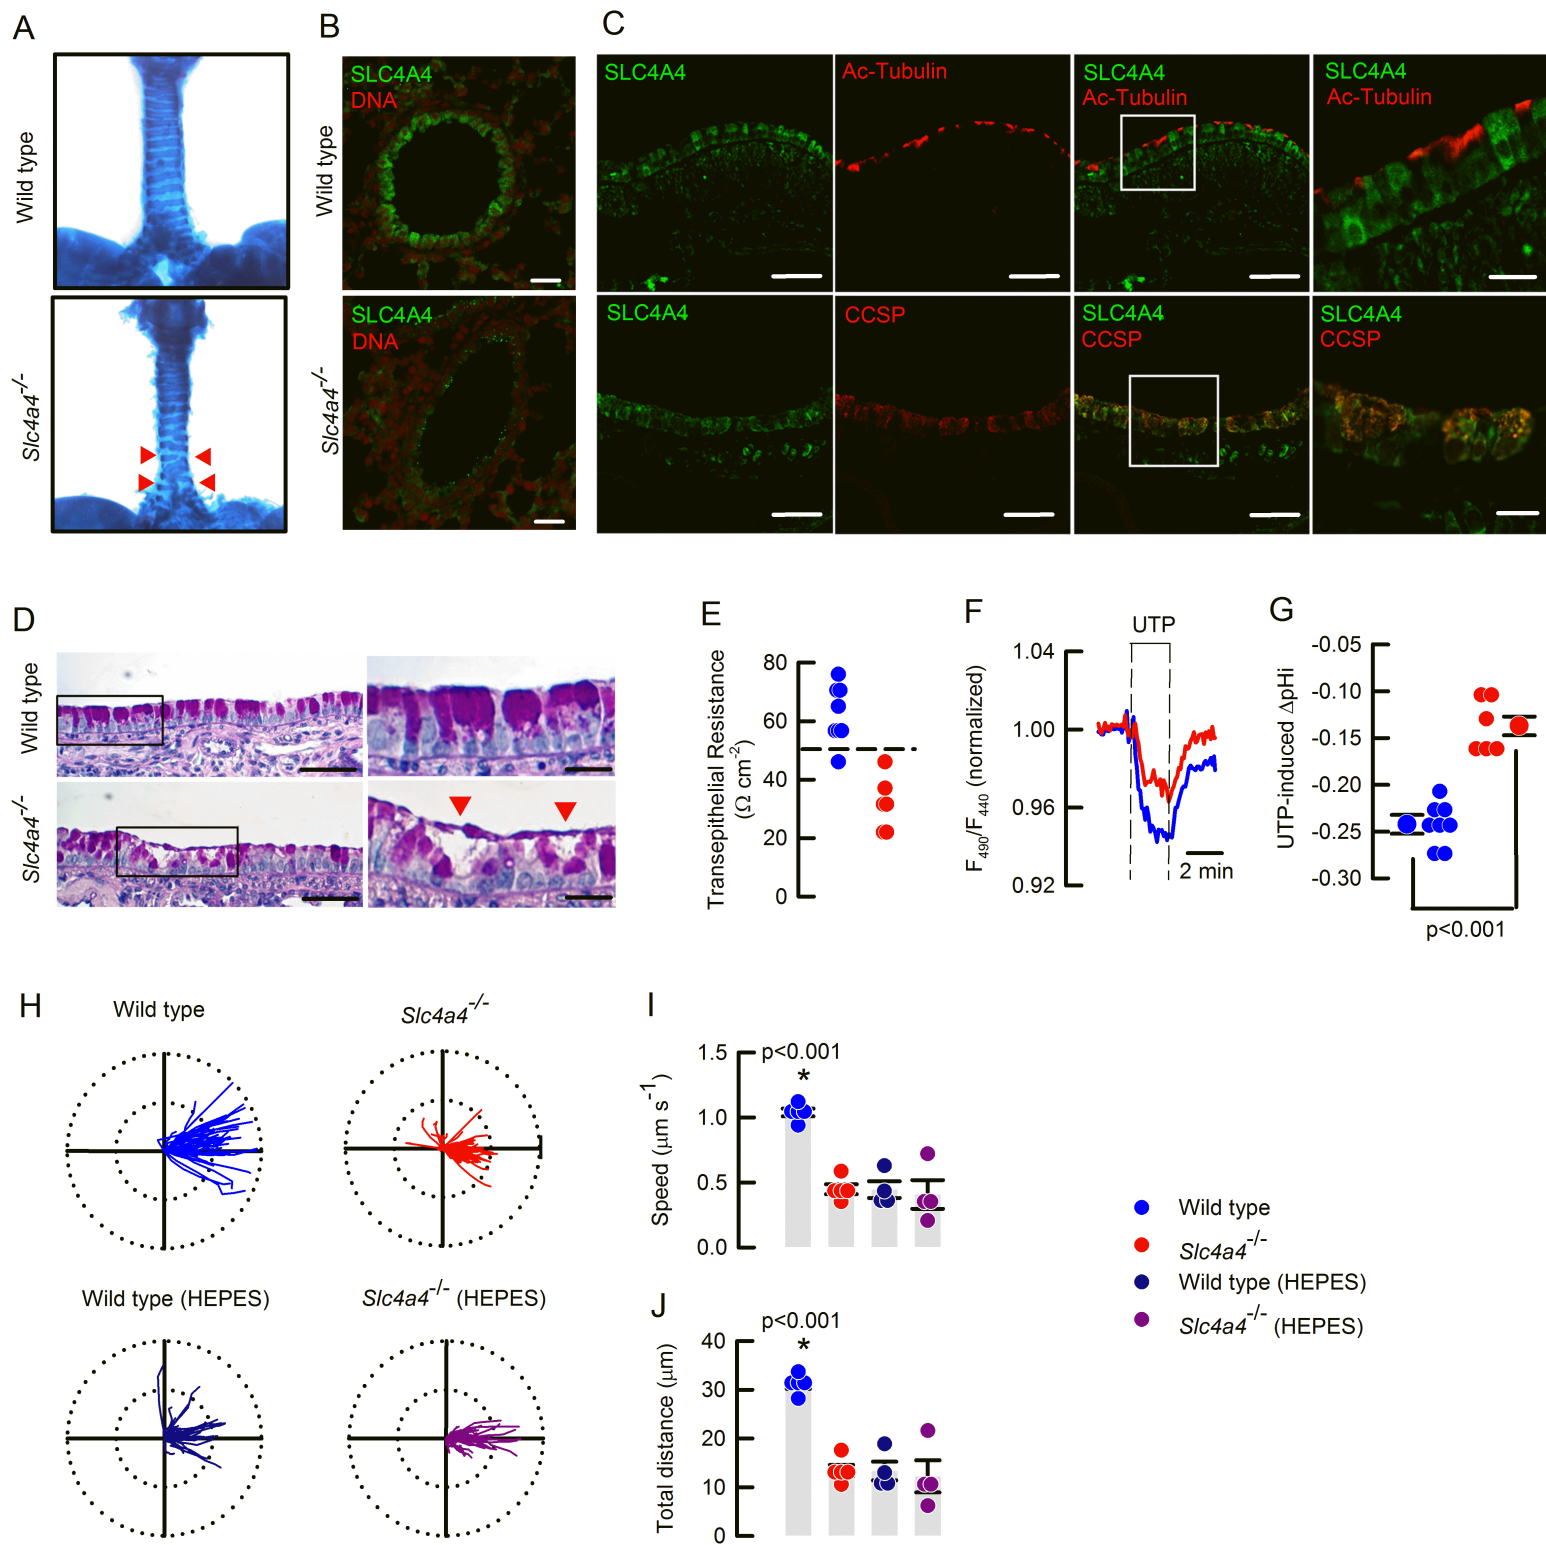 A
Wild type
Slc4a4-/-
B
Wild type
SLC4A4
DNA
Slc4a4-/-
SLC4A4
DNA
C
SLC4A4
Ac-Tubulin
SLC4A4
Ac-Tubulin
SLC4A4
Ac-Tubulin
SLC4A4
CCSP
SLC4A4
CCSP
SLC4A4
CCSP
D
Wild type
Slc4a4-/-
E
Transepithelial Resistance
(Ω cm-2)
80
60
40
20
0
F
UTP
F490/F440 (normalized)
1.04
1.00
0.96
0.92
2 min
G
UTP-induced ΔpHi
-0.05
-0.10
-0.15
-0.20
-0.25
-0.30
p<0.001
H
Wild type
Slc4a4-/-
Wild type (HEPES)
Slc4a4-/- (HEPES)
I
Speed (μm s-1)
1.5
1.0
0.5
0.0
p<0.001
*
J
Total distance (μm)
40
30
20
10
0
p<0.001
*
Wild type
Slc4a4-/-
Wild type (HEPES)
Slc4a4-/- (HEPES)